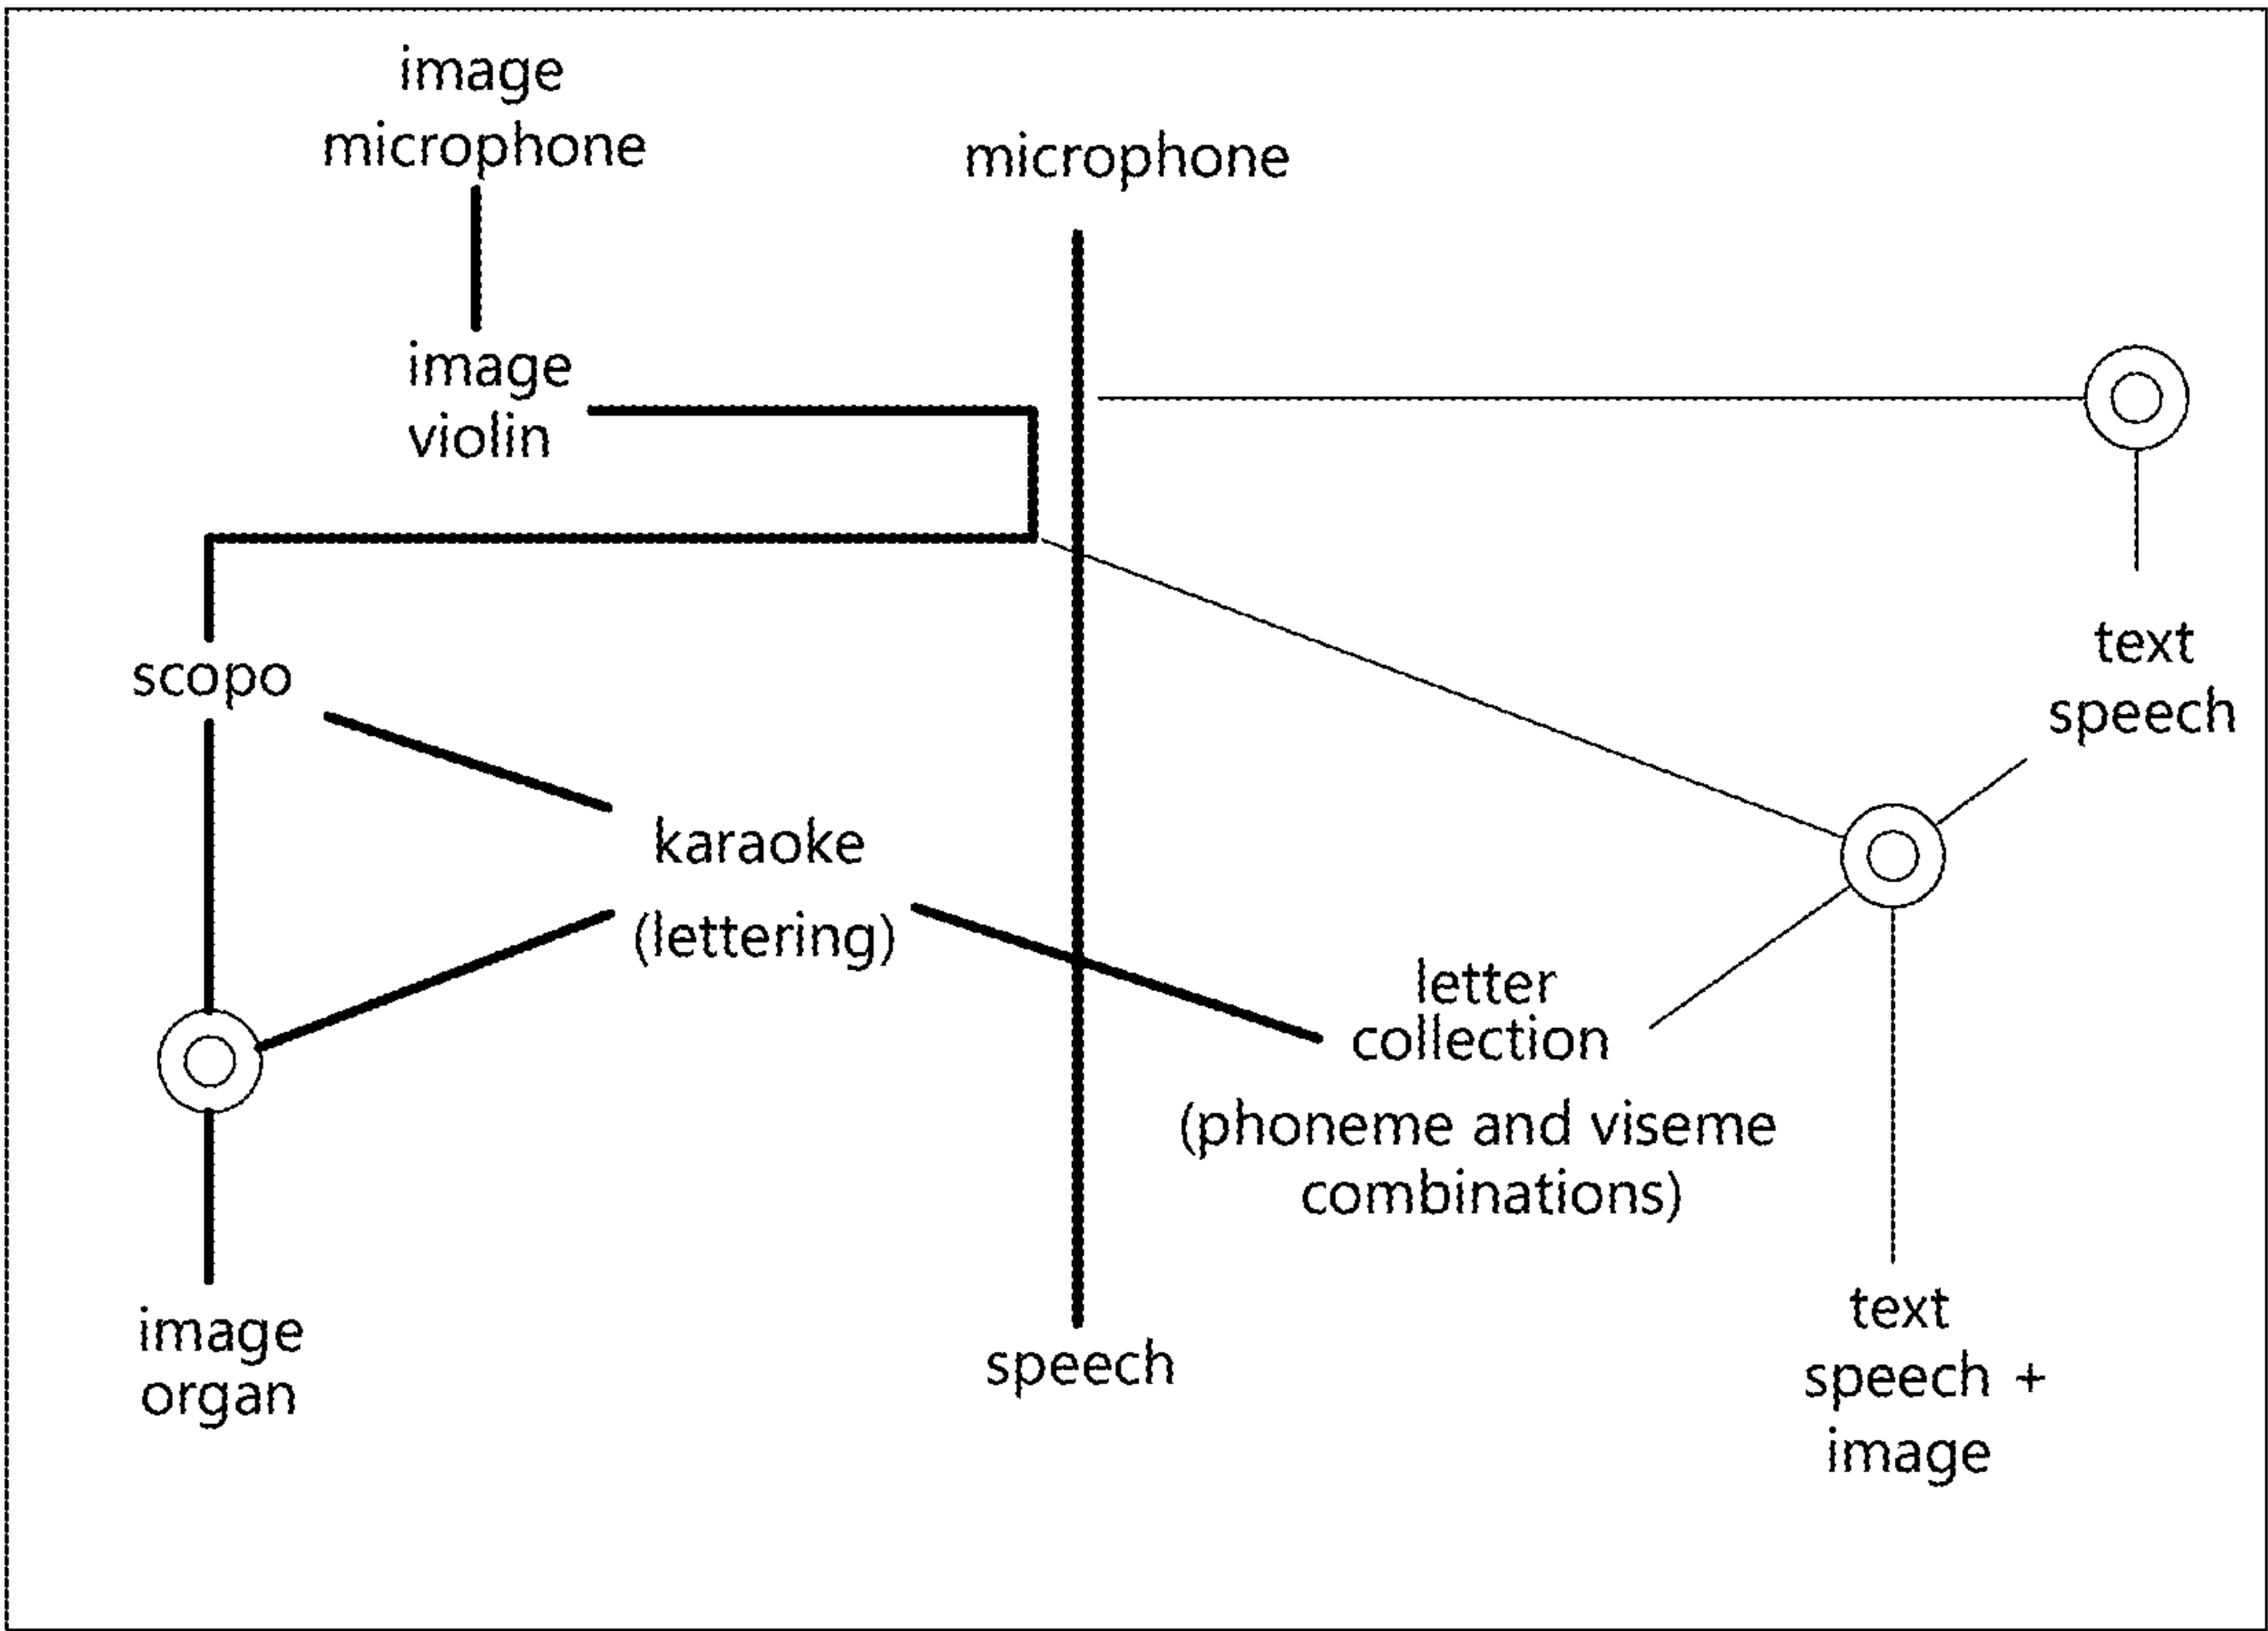 image
microphone
microphone
image
violin
text
speech
scopo
karaoke
(lettering)
letter
collection
(phoneme and viseme
combinations)
image
organ
speech
text
speech +
image